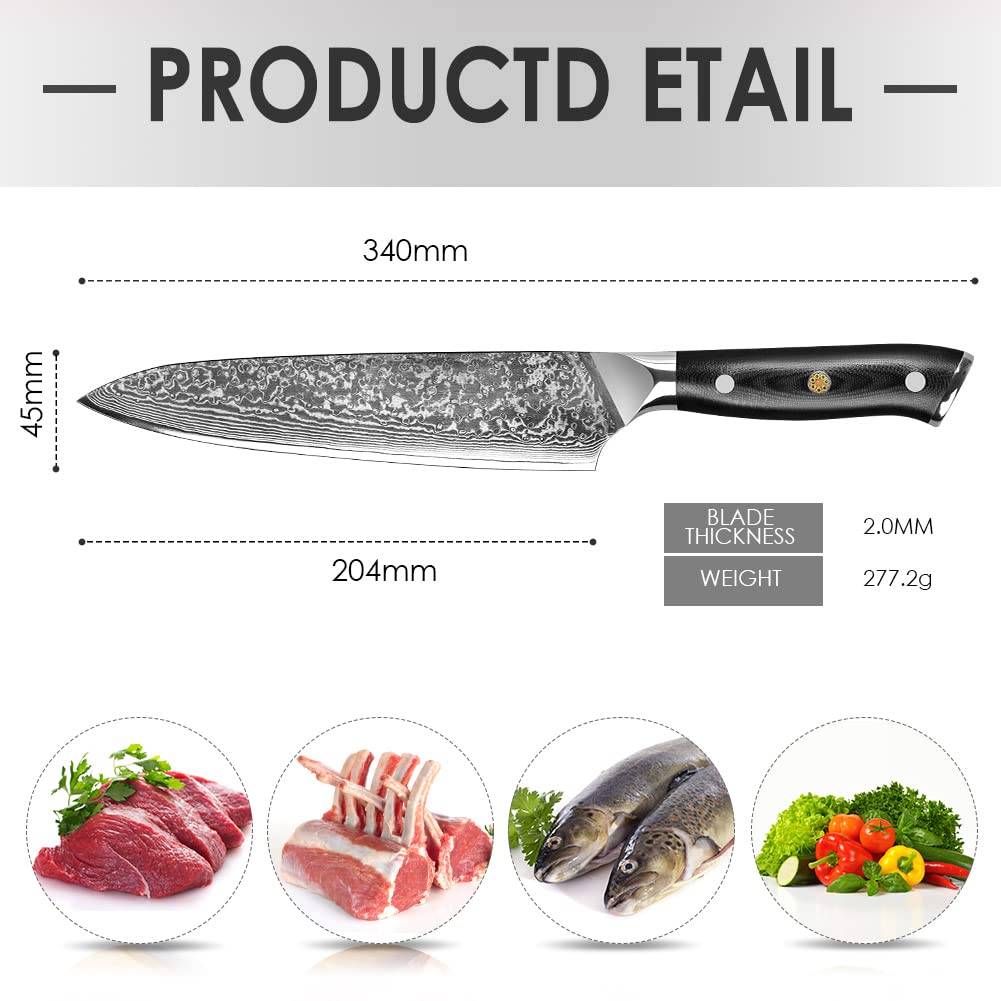 PRODUCTD ETAIL
340mm
45mm
204mm
BLADE
THICKNESS
2.0MM
WEIGHT
277.2g